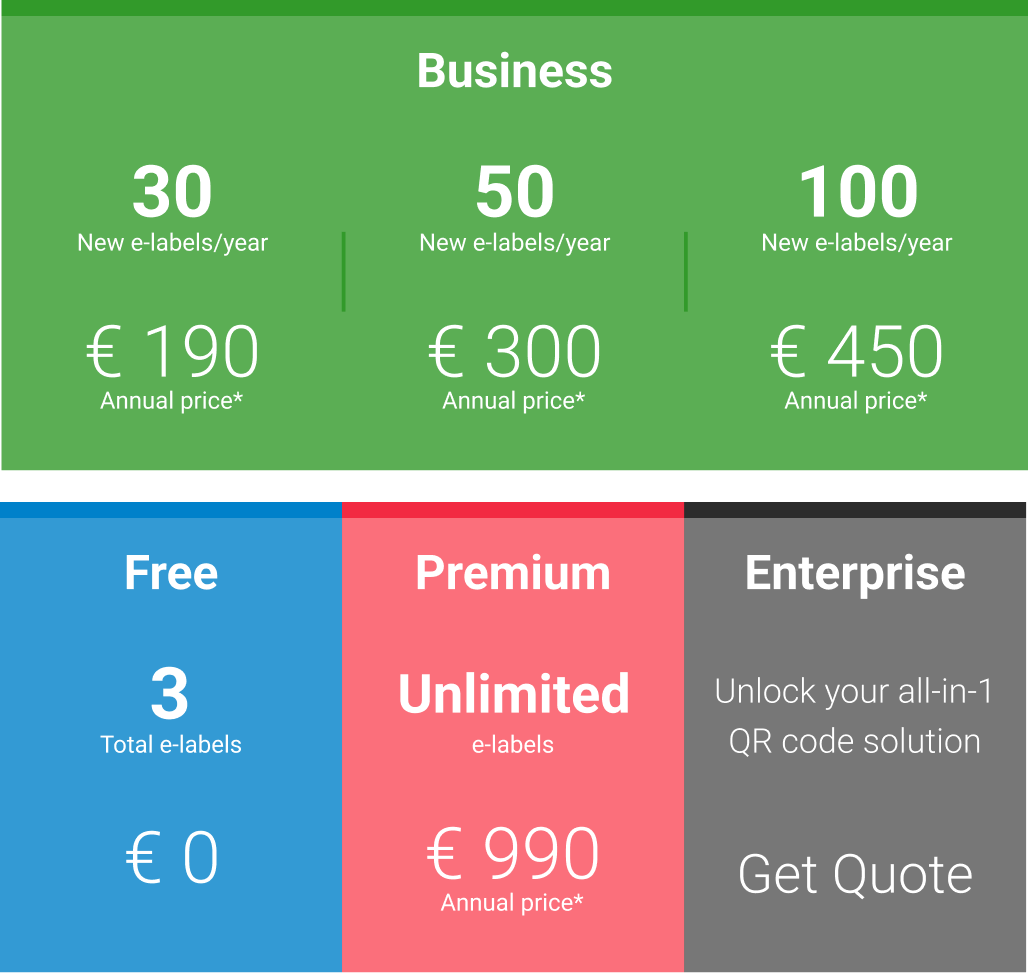 Business
30
New e-labels/year
€ 190
Annual price*
50
New e-labels/year
€ 300
Annual price*
100
New e-labels/year
€ 450
Annual price*
Free
3
Total e-labels
€ 0
Premium
Unlimited
e-labels
€ 990
Annual price*
Enterprise
Unlock your all-in-1
QR code solution
Get Quote